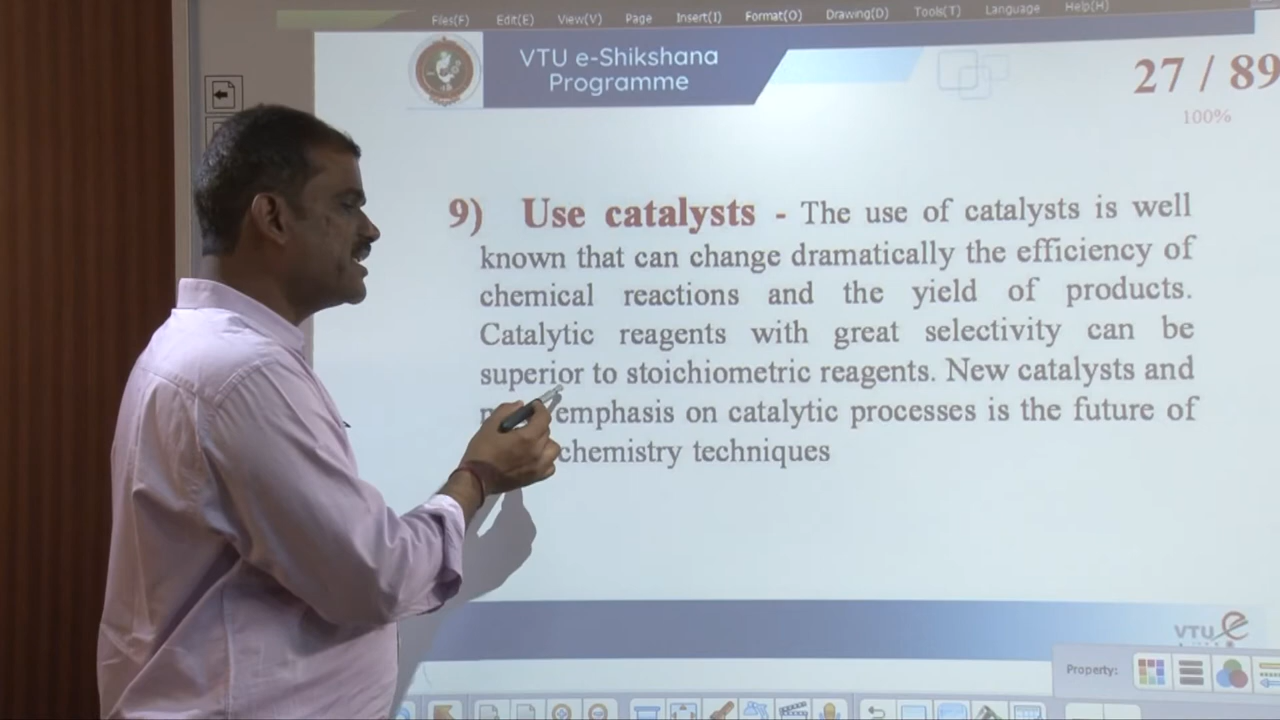 Files(F) Edit(E) View(V) Page Insert(I) Format(O) Drawing(D) Tools(T) Language Help(H)
VTU e-Shikshana
Programme
27 / 89
100%
9) Use catalysts - The use of catalysts is well
known that can change dramatically the efficiency of
chemical reactions and the yield of products.
Catalytic reagents with great selectivity can be
superior to stoichiometric reagents. New catalysts and
emphasis on catalytic processes is the future of
chemistry techniques
VTU e
Property: